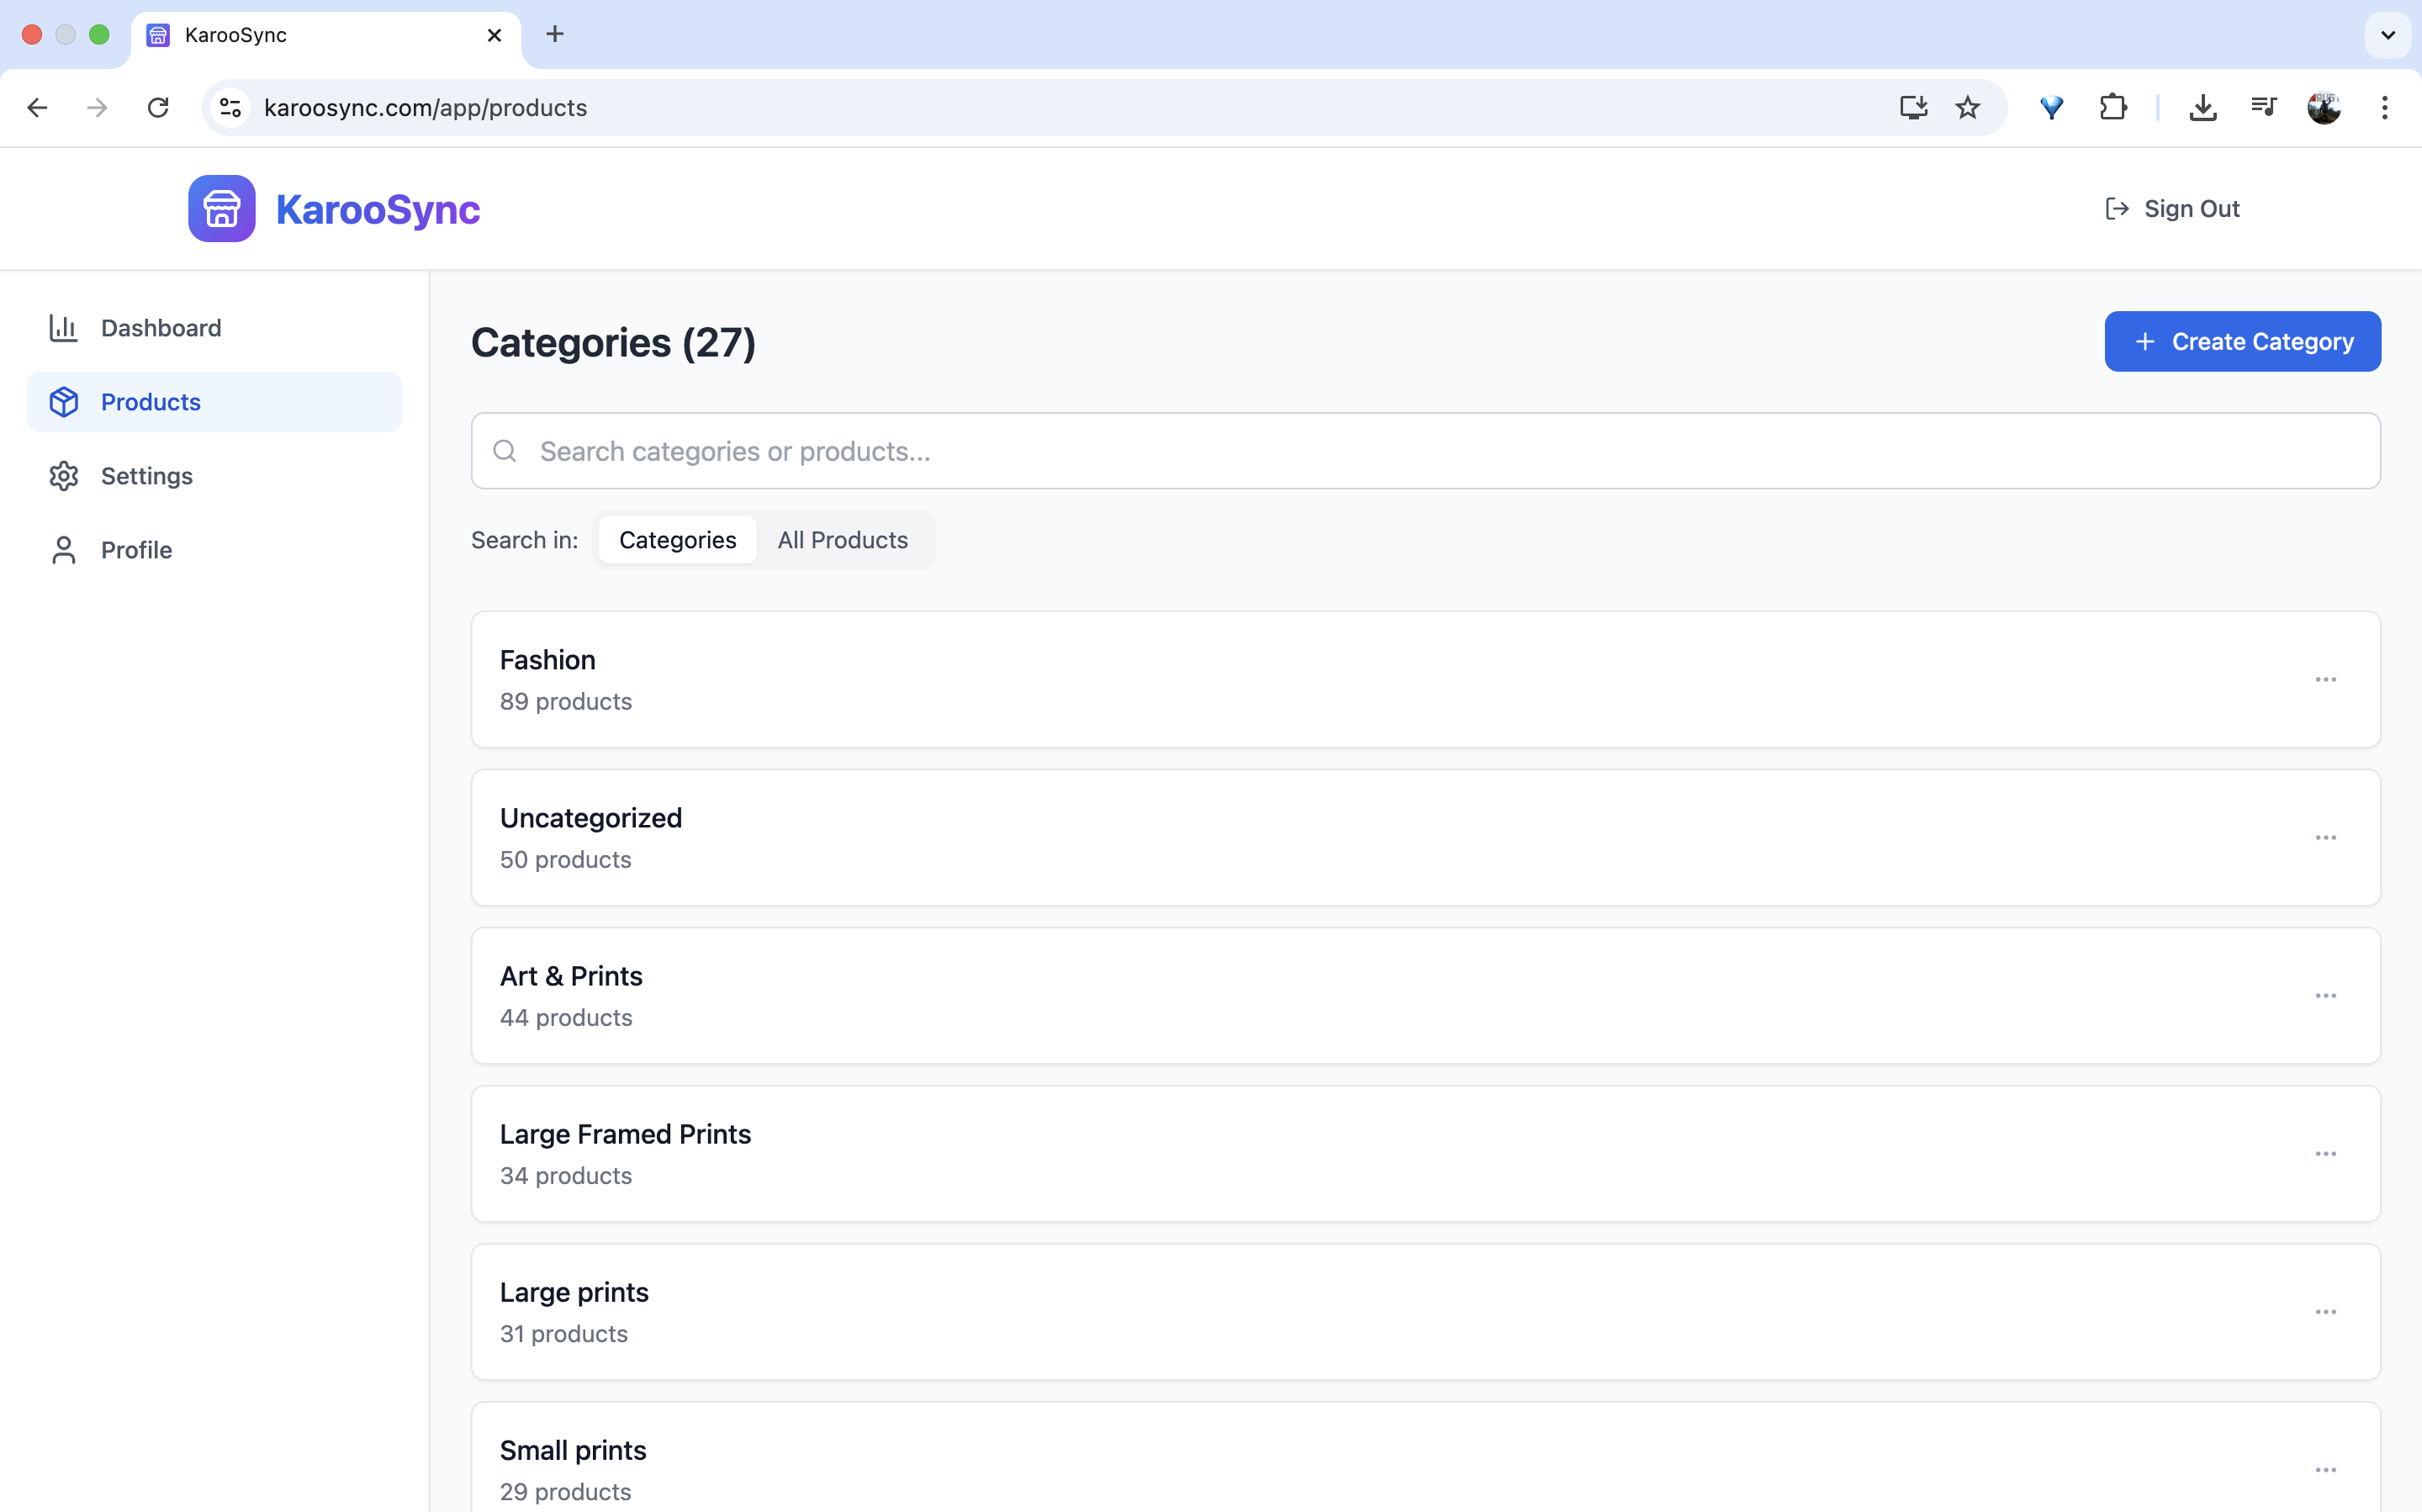 KarooSync
karoosync.com/app/products
KarooSync
Sign Out
Dashboard
Products
Settings
Profile
Categories (27)
Create Category
Search categories or products...
Search in:
Categories
All Products
Fashion
89 products
Uncategorized
50 products
Art & Prints
44 products
Large Framed Prints
34 products
Large prints
31 products
Small prints
29 products